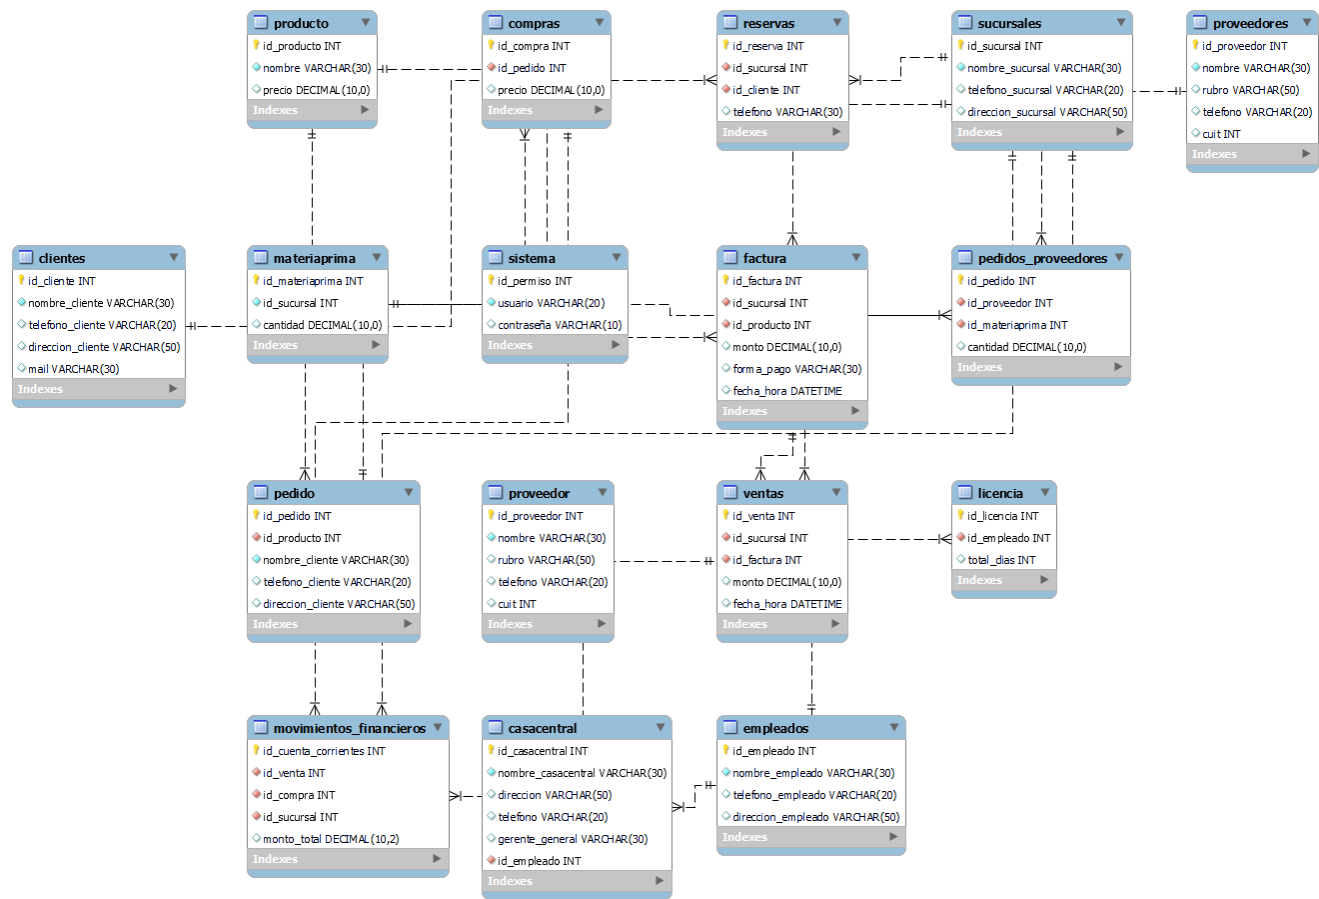 producto
id_producto INT
nombre VARCHAR(30)
precio DECIMAL(10,0)
Indexes
compras
id_compra INT
id_pedido INT
precio DECIMAL(10,0)
Indexes
reservas
id_reserva INT
id_sucursal INT
id_cliente INT
telefono VARCHAR(30)
Indexes
sucursales
id_sucursal INT
nombre_sucursal VARCHAR(30)
telefono_sucursal VARCHAR(20)
direccion_sucursal VARCHAR(50)
Indexes
proveedores
id_proveedor INT
nombre VARCHAR(30)
rubro VARCHAR(50)
telefono VARCHAR(20)
cuit INT
Indexes
clientes
id_cliente INT
nombre_cliente VARCHAR(30)
telefono_cliente VARCHAR(20)
direccion_cliente VARCHAR(50)
mail VARCHAR(30)
Indexes
materiaprima
id_materiaprima INT
id_sucursal INT
cantidad DECIMAL(10,0)
Indexes
sistema
id_permiso INT
usuario VARCHAR(20)
contraseña VARCHAR(10)
Indexes
factura
id_factura INT
id_sucursal INT
id_producto INT
monto DECIMAL(10,0)
forma_pago VARCHAR(30)
fecha_hora DATETIME
Indexes
pedidos_proveedores
id_pedido INT
id_proveedor INT
id_materiaprima INT
cantidad DECIMAL(10,0)
Indexes
pedido
id_pedido INT
id_producto INT
nombre_cliente VARCHAR(30)
telefono_cliente VARCHAR(20)
direccion_cliente VARCHAR(50)
Indexes
proveedor
id_proveedor INT
nombre VARCHAR(30)
rubro VARCHAR(50)
telefono VARCHAR(20)
cuit INT
Indexes
ventas
id_venta INT
id_sucursal INT
id_factura INT
monto DECIMAL(10,0)
fecha_hora DATETIME
Indexes
licencia
id_licencia INT
id_empleado INT
total_dias INT
Indexes
movimientos_financieros
id_cuenta_corrientes INT
id_venta INT
id_compra INT
id_sucursal INT
monto_total DECIMAL(10,2)
Indexes
casacentral
id_casacentral INT
nombre_casacentral VARCHAR(30)
direccion VARCHAR(50)
telefono VARCHAR(20)
gerente_general VARCHAR(30)
id_empleado INT
Indexes
empleados
id_empleado INT
nombre_empleado VARCHAR(30)
telefono_empleado VARCHAR(20)
direccion_empleado VARCHAR(50)
Indexes